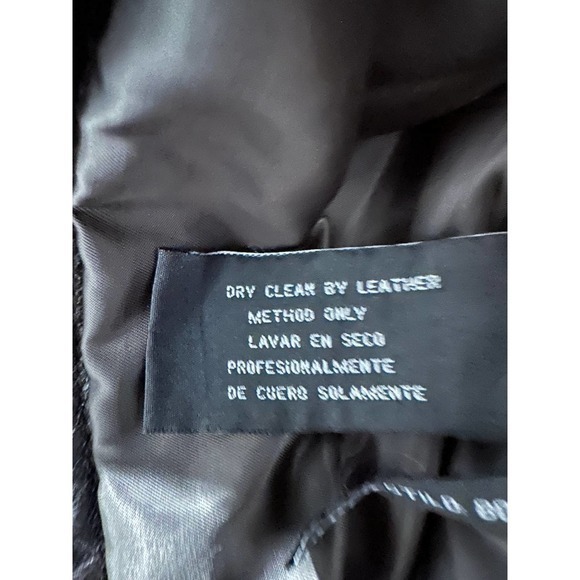 DRY CLEAN BY LEATHER
METHOD ONLY
LAVAR EN SECO
PROFESIONALMENTE
DE CUERO SOLAMENTE